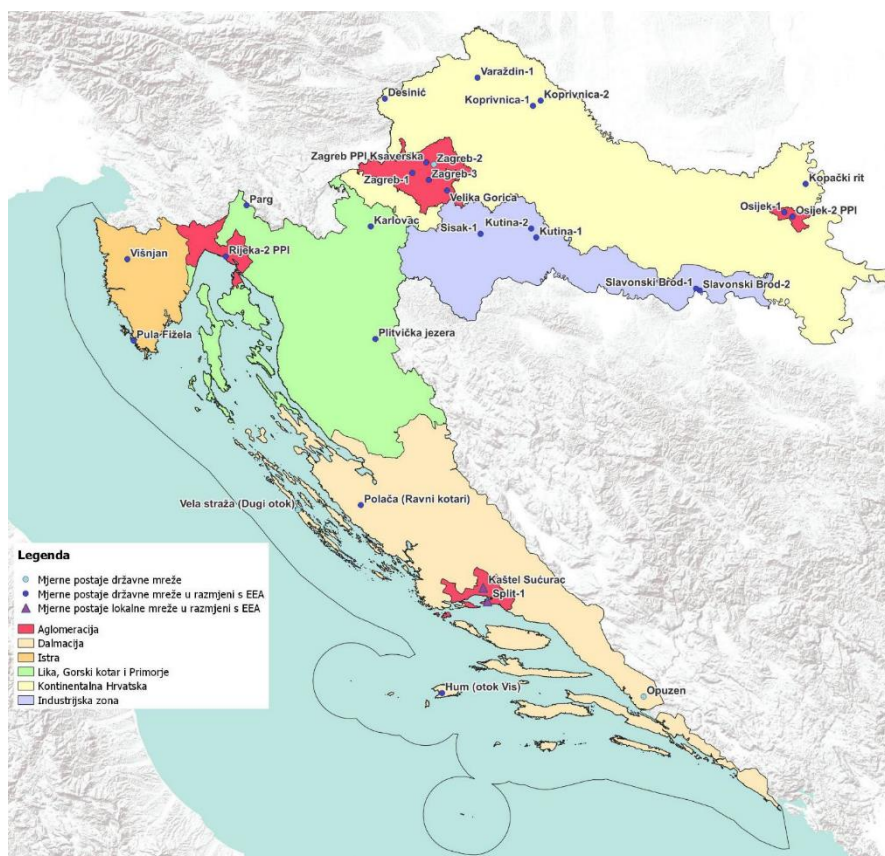 Varaždin-1
Desinić
Koprivnica-1
Koprivnica-2
Zagreb PPI Ksaverska
Zagreb-2
Zagreb-1
Zagreb-3
Velika Gorica
Kopački rit
Osijek-1
Osijek-2 PPI
Parg
Karlovac
Sisak-1
Kutina-2
Kutina-1
Rijeka-2 PPI
Višnjan
Slavonski Brod-1
Slavonski Brod-2
Pula Fižela
Plitvička jezera
Vela straža (Dugi otok)
Polača (Ravni kotari)
Kaštel Sućurac
Split-1
Hum (otok Vis)
Opuzen
Legenda
Mjerne postaje državne mreže
Mjerne postaje državne mreže u razmjeni s EEA
Mjerne postaje lokalne mreže u razmjeni s EEA
Aglomeracija
Dalmacija
Istra
Lika, Gorski kotar i Primorje
Kontinentalna Hrvatska
Industrijska zona